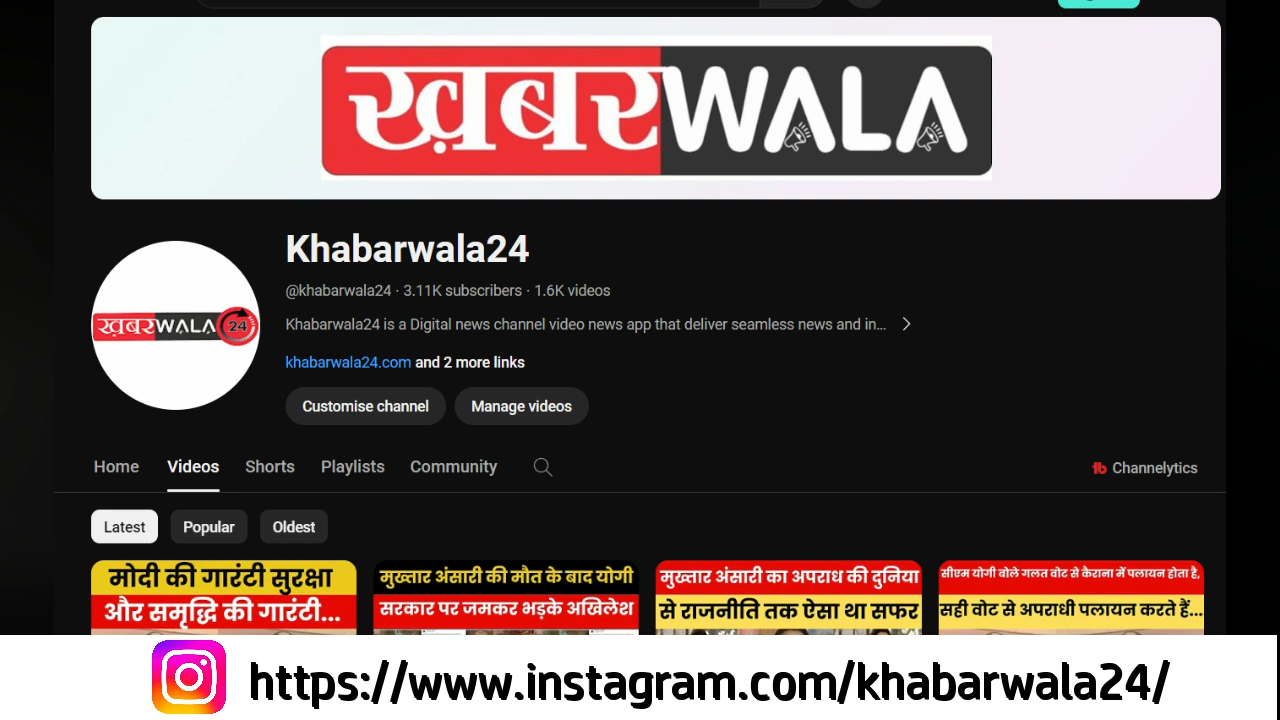 ख़बरWALA
ख़बरWALA 24
Khabarwala24
@khabarwala24 · 3.11K subscribers · 1.6K videos
Khabarwala24 is a Digital news channel video news app that deliver seamless news and in...
khabarwala24.com and 2 more links
Customise channel Manage videos
Home Videos Shorts Playlists Community
Channelytics
Latest Popular Oldest
मोदी की गारंटी सुरक्षा
और समृद्धि की गारंटी...
मुख्तार अंसारी की मौत के बाद योगी
सरकार पर जमकर भड़के अखिलेश
मुख्तार अंसारी का अपराध की दुनिया
से राजनीति तक ऐसा था सफर
सीएम योगी बोले गलत वोट से कैराना में पलायन होता है,
सही वोट से अपराधी पलायन करते हैं...
https://www.instagram.com/khabarwala24/